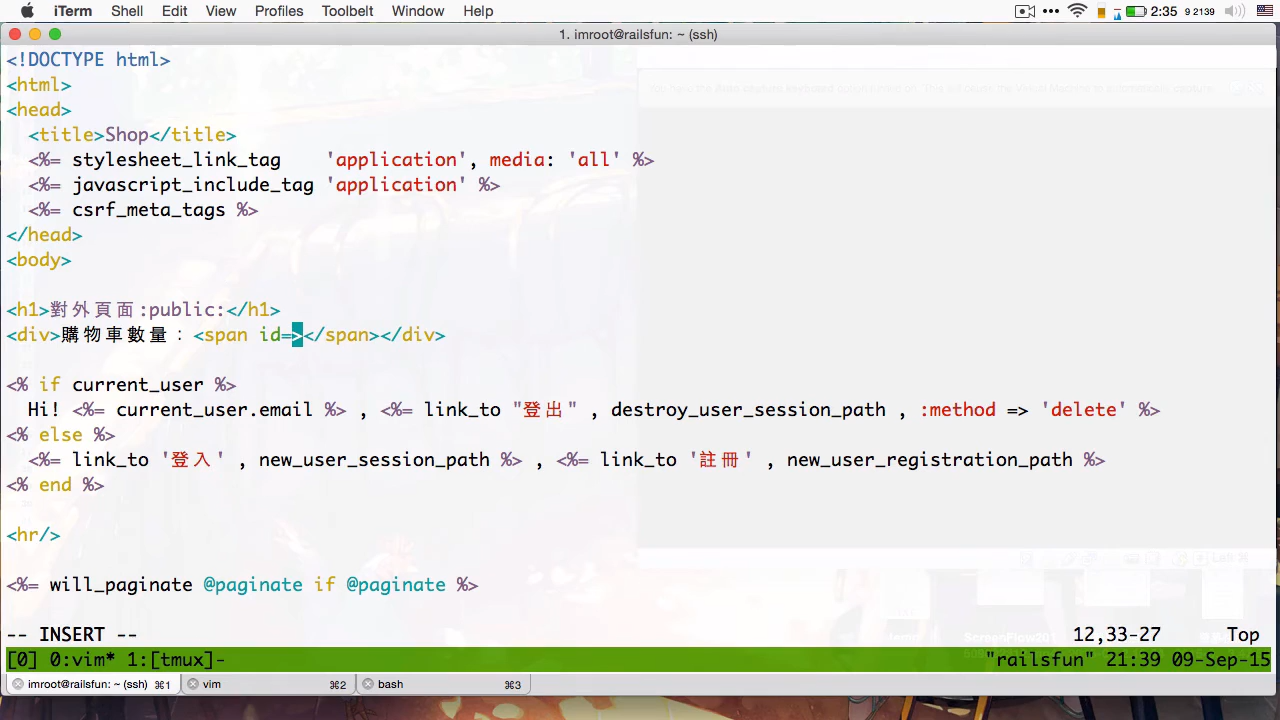 iTerm Shell Edit View Profiles Toolbelt Window Help 2:35 9 2139
1. imroot@railsfun: ~ (ssh)
<!DOCTYPE html>
<html>
<head>
  <title>Shop</title>
  <%= stylesheet_link_tag    'application', media: 'all' %>
  <%= javascript_include_tag 'application' %>
  <%= csrf_meta_tags %>
</head>
<body>
<h1>對外頁面:public:</h1>
<div>購物車數量：<span id=></span></div>
<% if current_user %>
  Hi! <%= current_user.email %> , <%= link_to "登出" , destroy_user_session_path , :method => 'delete' %>
<% else %>
  <%= link_to '登入' , new_user_session_path %> , <%= link_to '註冊' , new_user_registration_path %>
<% end %>
<hr/>
<%= will_paginate @paginate if @paginate %>
-- INSERT -- 12,33-27 Top
[0] 0:vim* 1:[tmux]- "railsfun" 21:39 09-Sep-15
imroot@railsfun: ~ (ssh) ⌘1 vim ⌘2 bash ⌘3